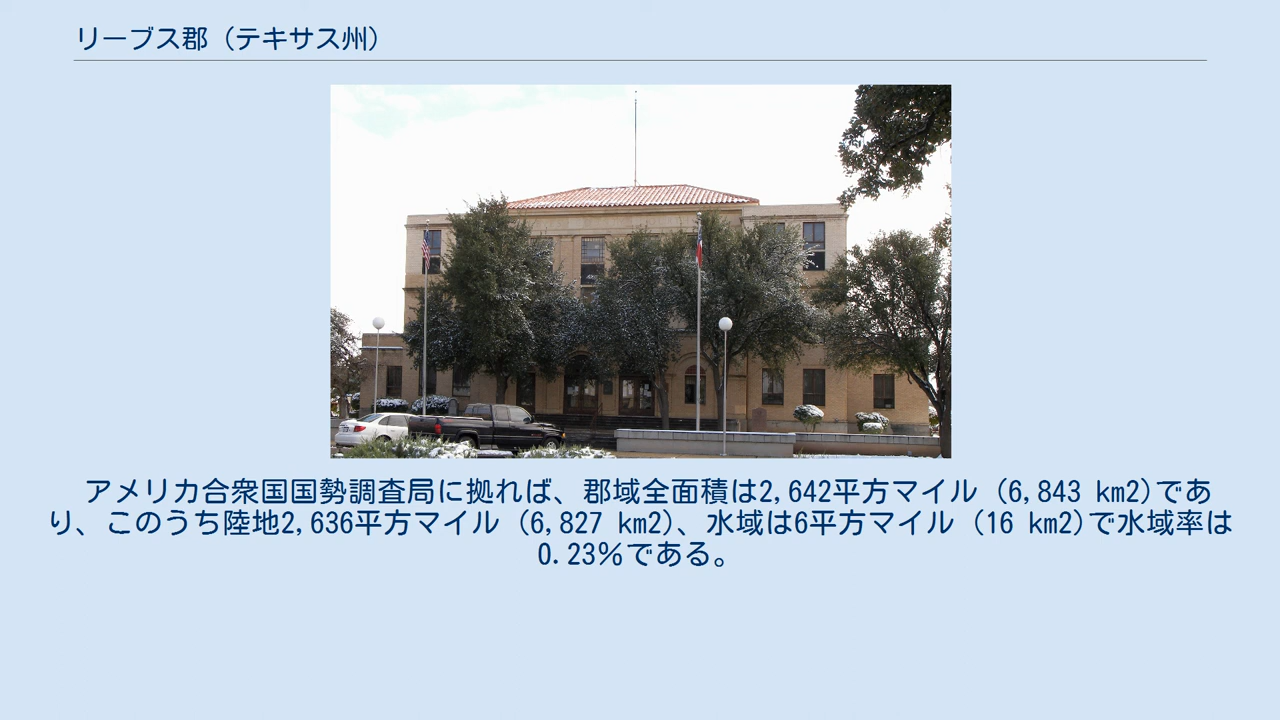 リーブス郡（テキサス州）
アメリカ合衆国国勢調査局に拠れば、郡域全面積は2,642平方マイル (6,843 km2)であ
り、このうち陸地2,636平方マイル (6,827 km2)、水域は6平方マイル (16 km2)で水域率は
0.23%である。